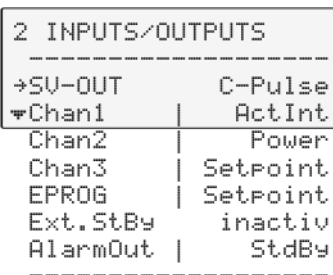 2 INPUTS/OUTPUTS
--------------------
→SV-OUT C-Pulse
▼Chan1 | ActInt
Chan2 | Power
Chan3 | Setpoint
EPROG | Setpoint
Ext.StBy inactiv
AlarmOut | StdBy
--------------------